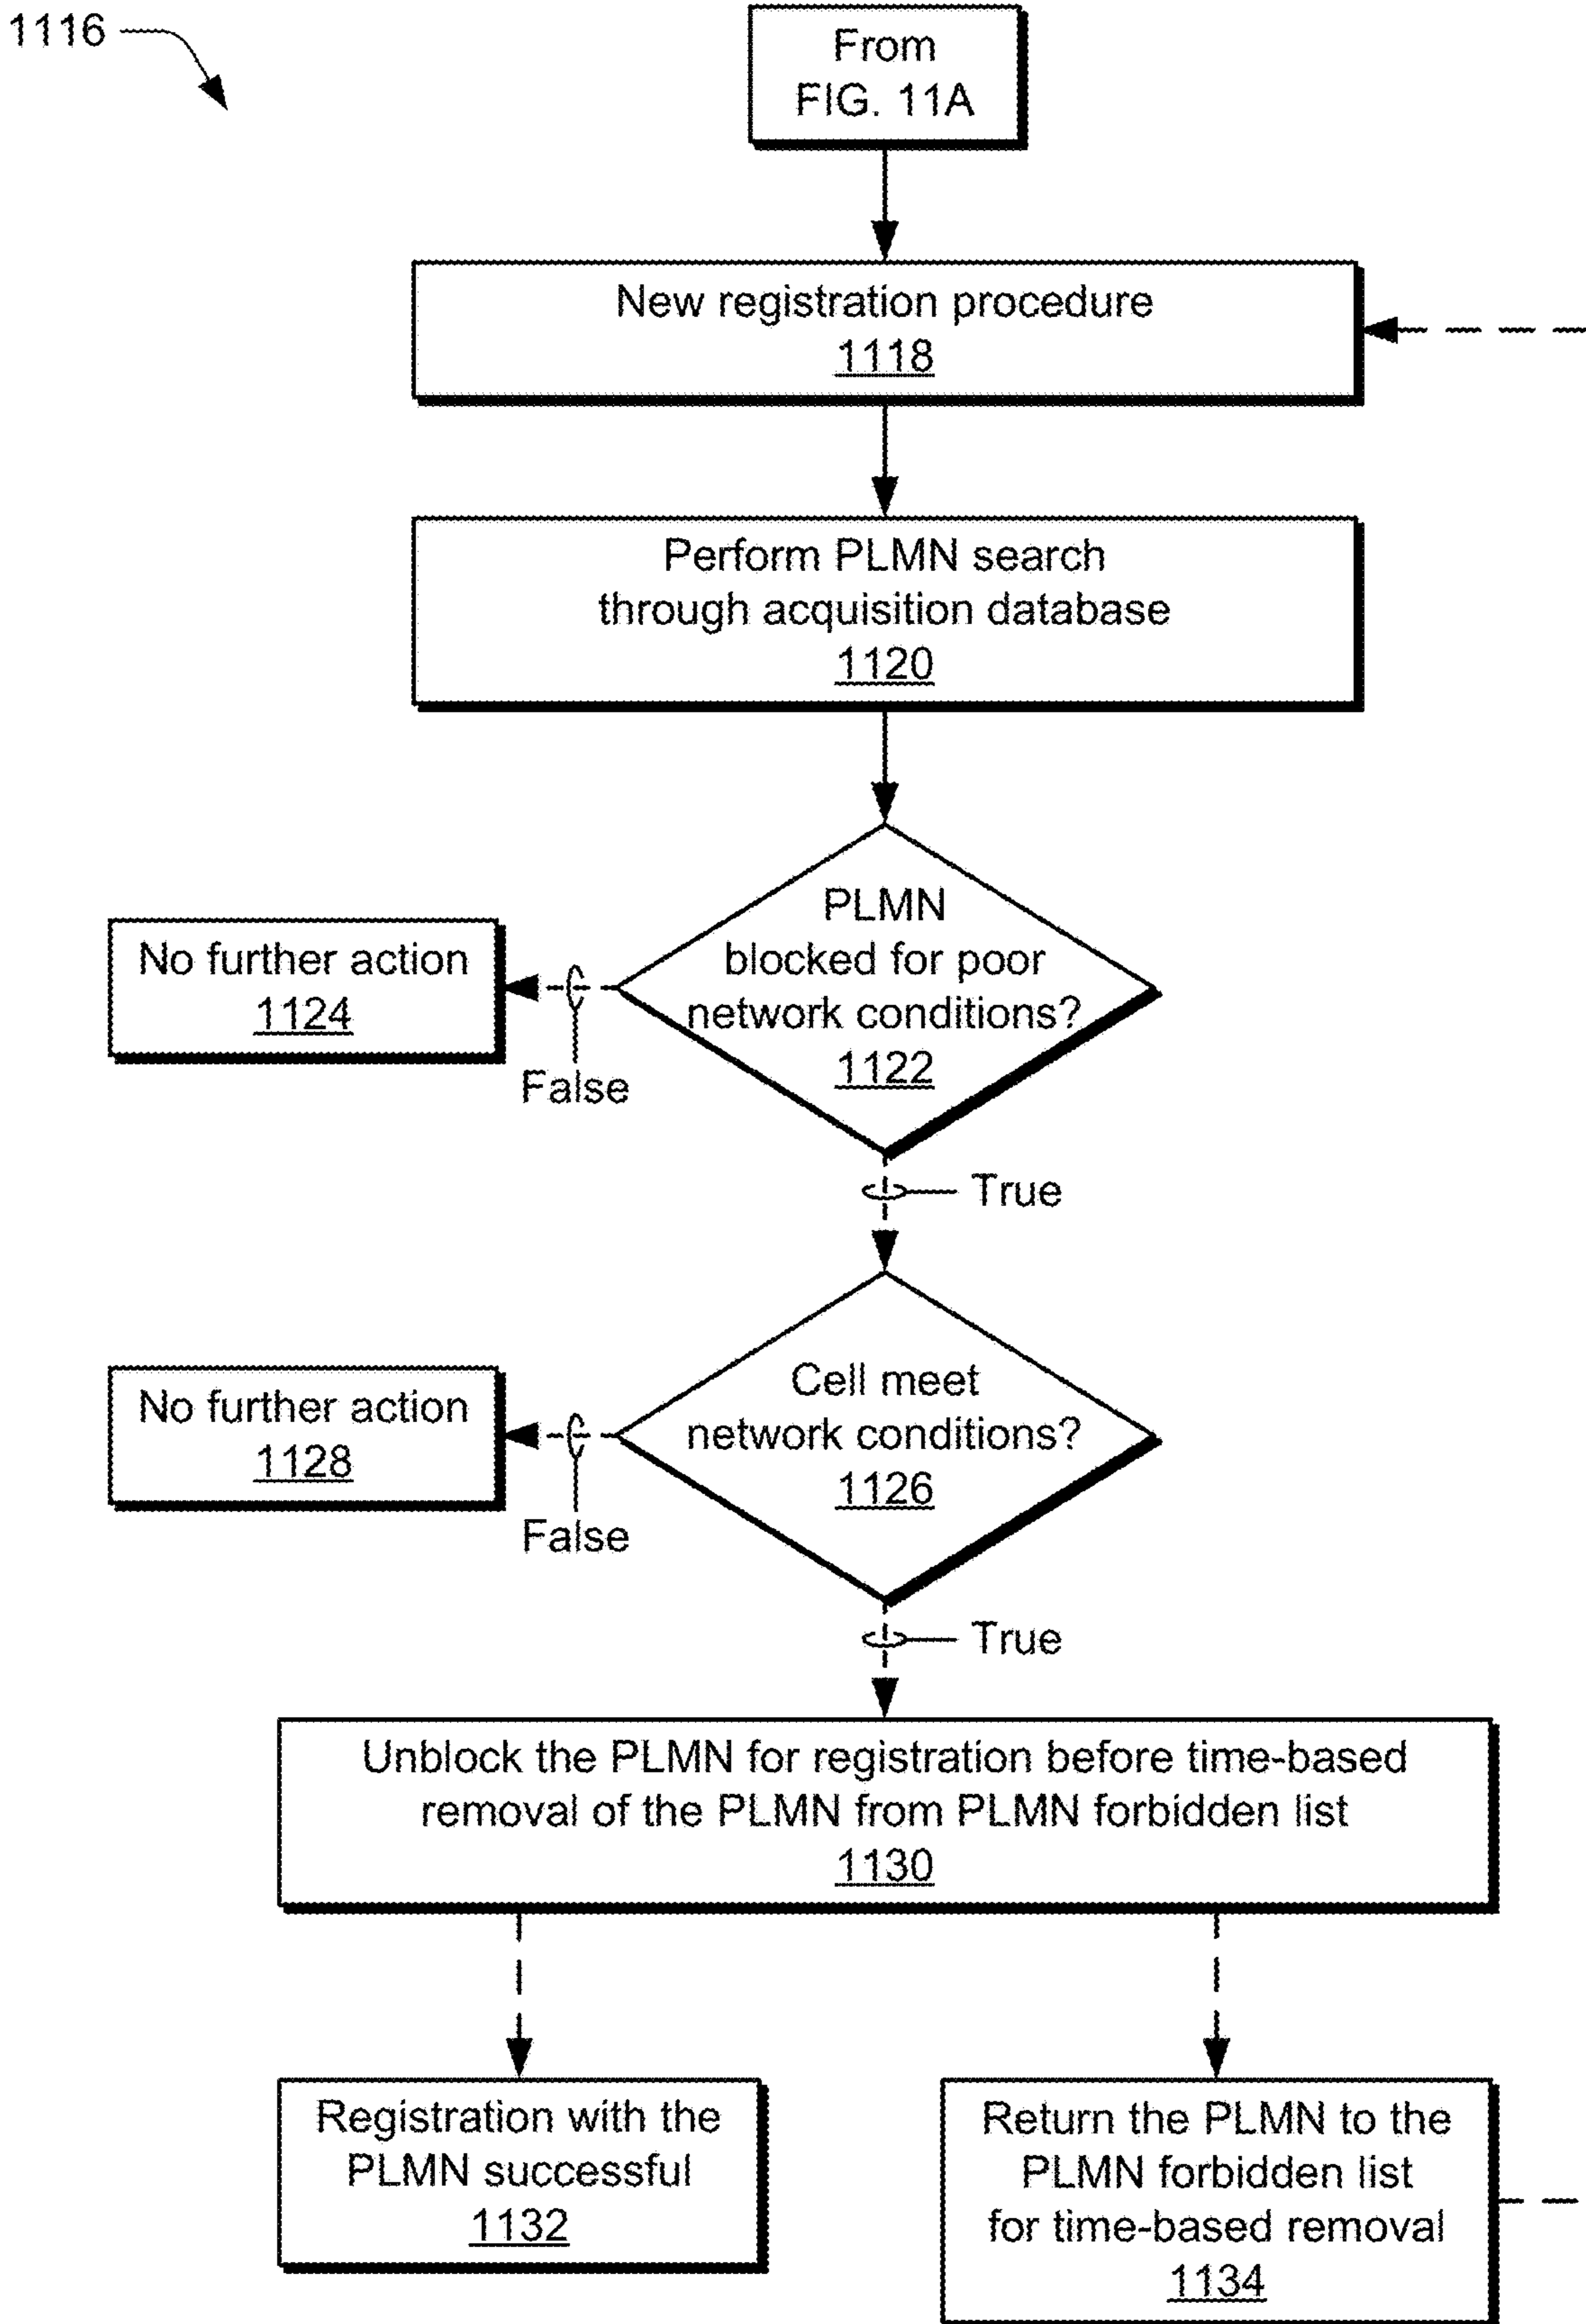 1116
From
FIG. 11A
New registration procedure
1118
Perform PLMN search
through acquisition database
1120
PLMN
blocked for poor
network conditions?
1122
No further action
1124
False
True
Cell meet
network conditions?
1126
No further action
1128
False
True
Unblock the PLMN for registration before time-based
removal of the PLMN from PLMN forbidden list
1130
Registration with the
PLMN successful
1132
Return the PLMN to the
PLMN forbidden list
for time-based removal
1134